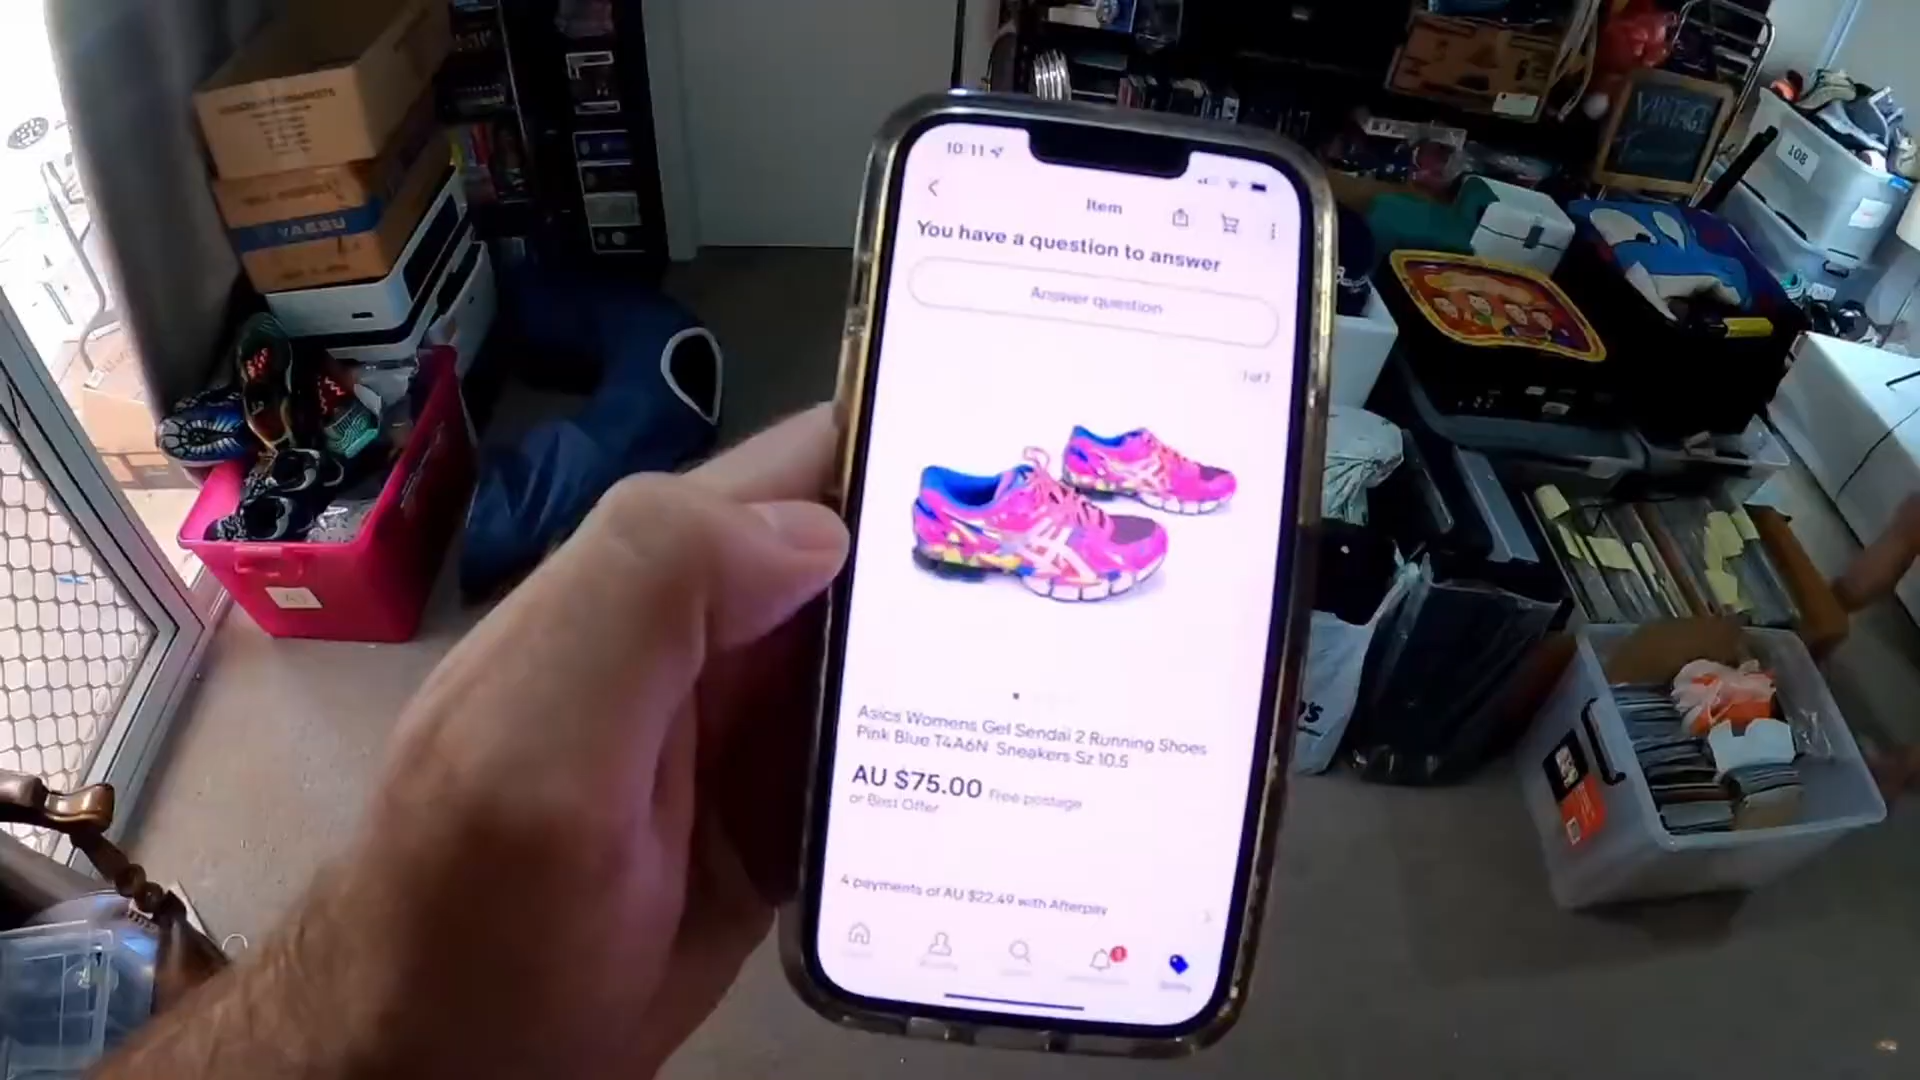 10:11
Item
You have a question to answer
Answer question
1 of 7
Asics Womens Gel Sendai 2 Running Shoes
Pink Blue T4A6N Sneakers Sz 10.5
AU $75.00 Free postage
or Best Offer
4 payments of AU $22.49 with Afterpay
YAESU
VINTAGE
108